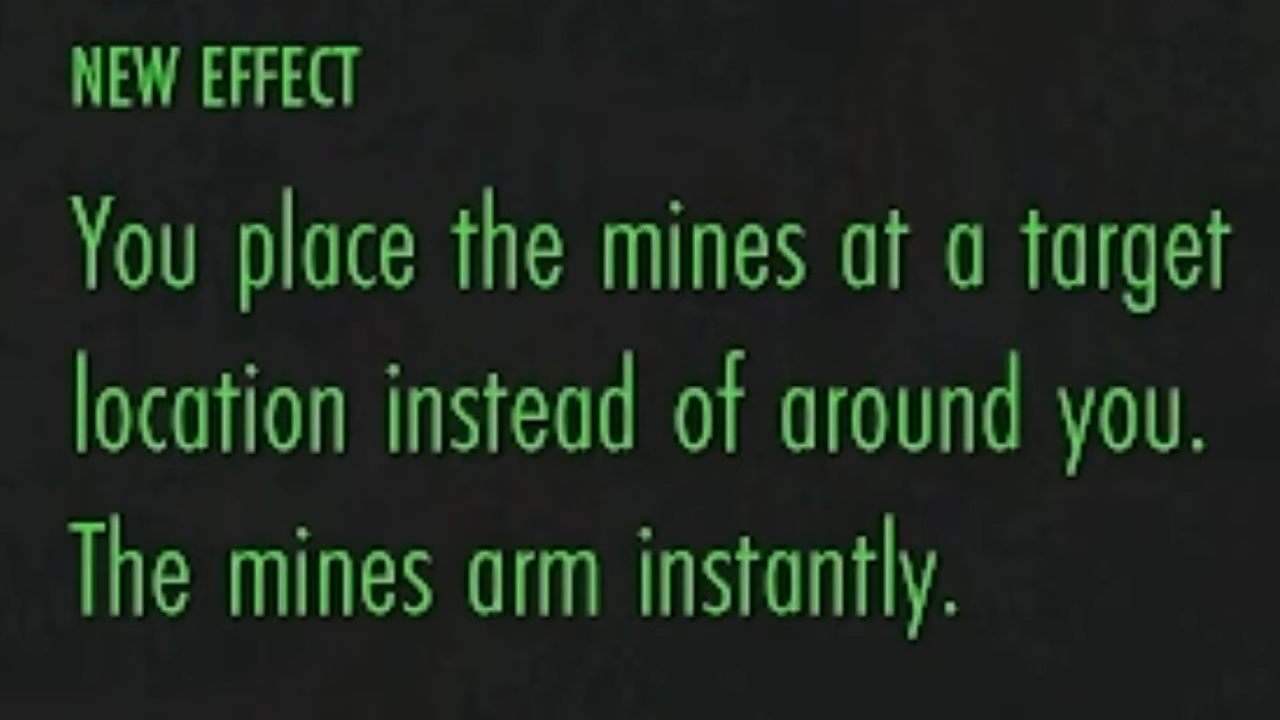 NEW EFFECT
You place the mines at a target
location instead of around you.
The mines arm instantly.